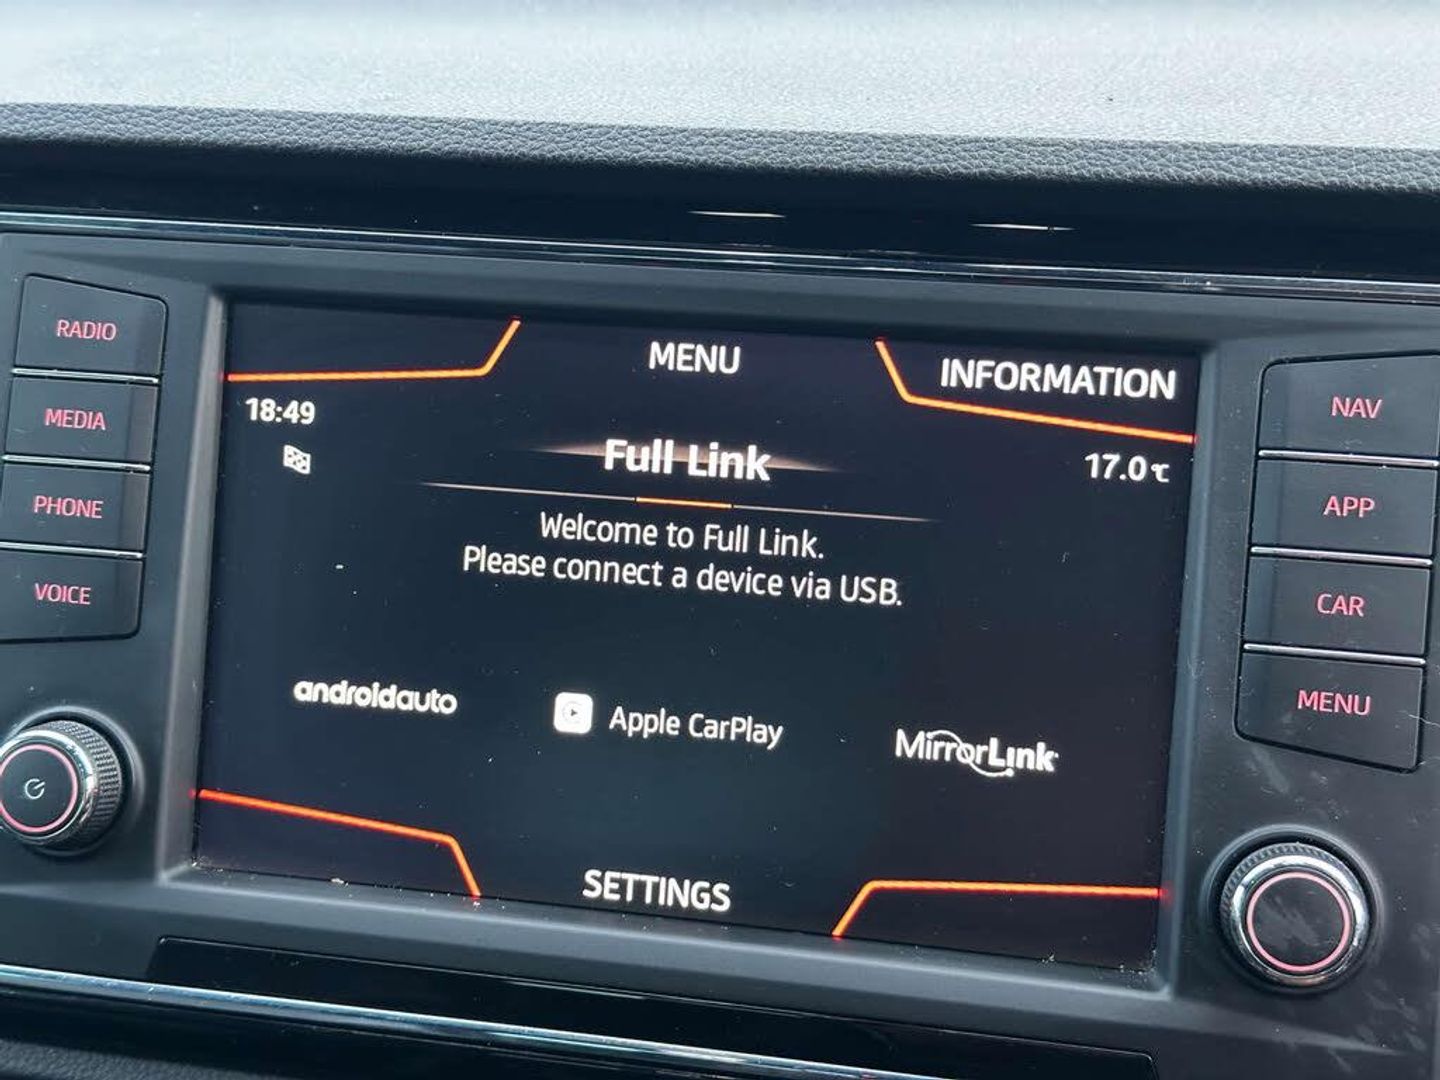 RADIO
MEDIA
PHONE
VOICE
MENU
INFORMATION
18:49
17.0 °C
Full Link
Welcome to Full Link.
Please connect a device via USB.
androidauto
Apple CarPlay
MirrorLink
SETTINGS
NAV
APP
CAR
MENU